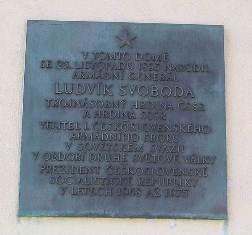 V TOMTO DOMĚ
SE 25. LISTOPADU 1895 NARODIL
ARMÁDNÍ GENERÁL
LUDVÍK SVOBODA
TROJNÁSOBNÝ HRDINA ČSSR
A HRDINA SSSR
VELITEL 1. ČESKOSLOVENSKÉHO
ARMÁDNÍHO SBORU
V SOVĚTSKÉM SVAZU
V OBDOBÍ DRUHÉ SVĚTOVÉ VÁLKY
PREZIDENT ČESKOSLOVENSKÉ
SOCIALISTICKÉ REPUBLIKY
V LETECH 1968 AŽ 1975